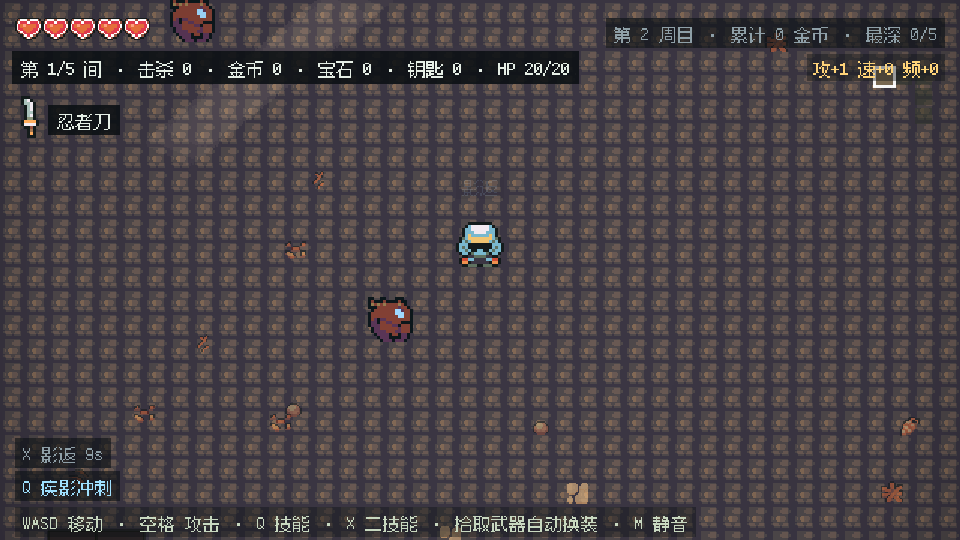 第 2 周目 · 累计 0 金币 · 最深 0/5
第 1/5 间 · 击杀 0 · 金币 0 · 宝石 0 · 钥匙 0 · HP 20/20
攻+1 速+0 频+0
忍者刀
影返
X 影返 9s
Q 疾影冲刺
WASD 移动 · 空格 攻击 · Q 技能 · X 二技能 · 拾取武器自动换装 · M 静音